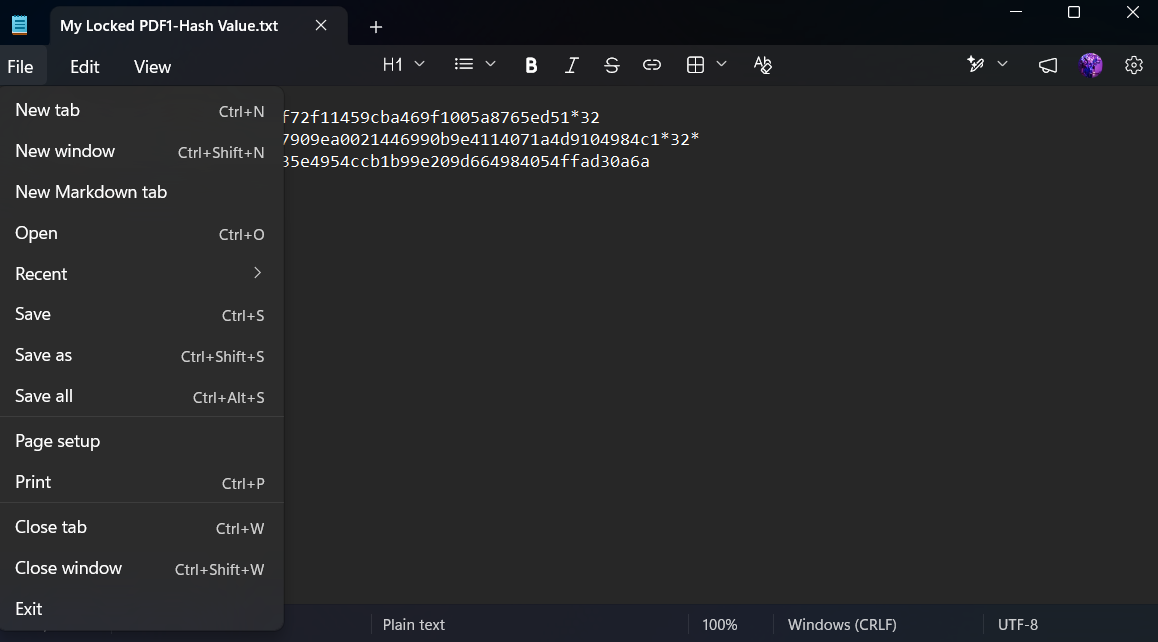 My Locked PDF1-Hash Value.txt
File Edit View H1
New tab Ctrl+N
f72f11459cba469f1005a8765ed51*32
7909ea0021446990b9e4114071a4d9104984c1*32*
New window Ctrl+Shift+N
35e4954ccb1b99e209d664984054ffad30a6a
New Markdown tab
Open Ctrl+O
Recent
Save Ctrl+S
Save as Ctrl+Shift+S
Save all Ctrl+Alt+S
Page setup
Print Ctrl+P
Close tab Ctrl+W
Close window Ctrl+Shift+W
Exit
Plain text 100% Windows (CRLF) UTF-8